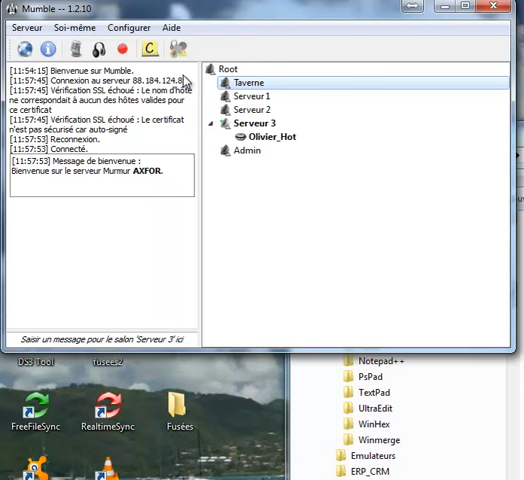 Mumble -- 1.2.10
Serveur Soi-même Configurer Aide
[11:54:15] Bienvenue sur Mumble.
[11:57:45] Connexion au serveur 88.184.124.8
[11:57:45] Vérification SSL échoué : Le nom d'hôte
ne correspondait à aucun des hôtes valides pour
ce certificat
[11:57:45] Vérification SSL échoué : Le certificat
n'est pas sécurisé car auto-signé
[11:57:53] Reconnexion.
[11:57:53] Connecté.
[11:57:53] Message de bienvenue :
Bienvenue sur le serveur Murmur AXFOR.
Saisir un message pour le salon 'Serveur 3' ici
Root
Taverne
Serveur 1
Serveur 2
Serveur 3
Olivier_Hot
Admin
DS3 Tool fusees2
FreeFileSync RealtimeSync Fusées
Notepad++
PsPad
TextPad
UltraEdit
WinHex
Winmerge
Emulateurs
ERP_CRM